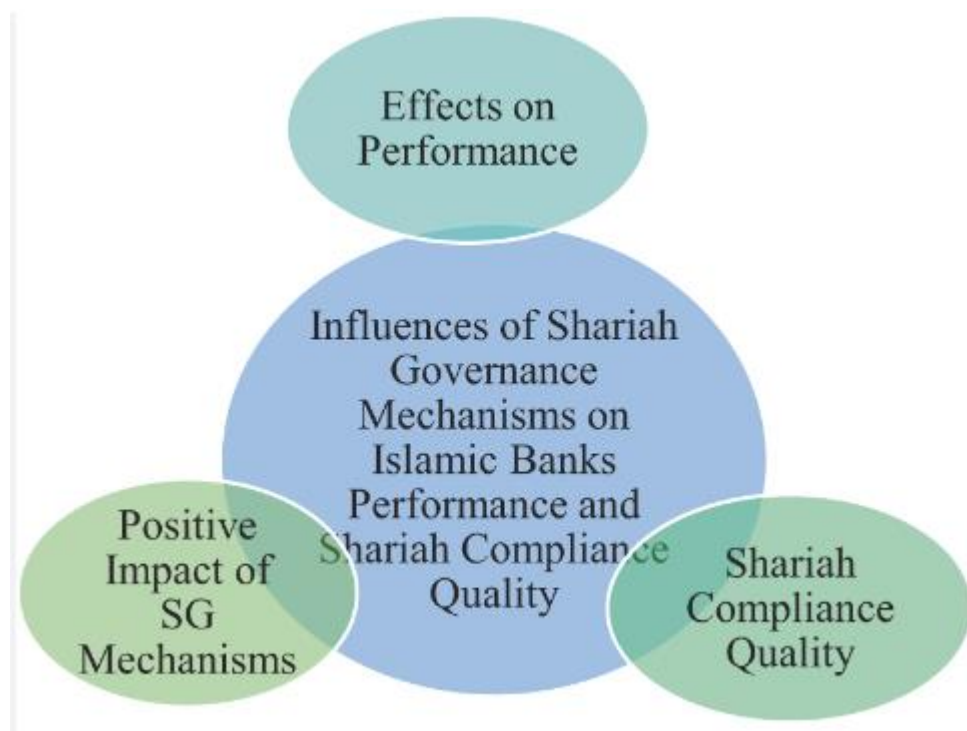 Effects on
Performance
Influences of Shariah
Governance
Mechanisms on
Islamic Banks
Performance and
Shariah Compliance
Quality
Positive
Impact of
SG
Mechanisms
Shariah
Compliance
Quality